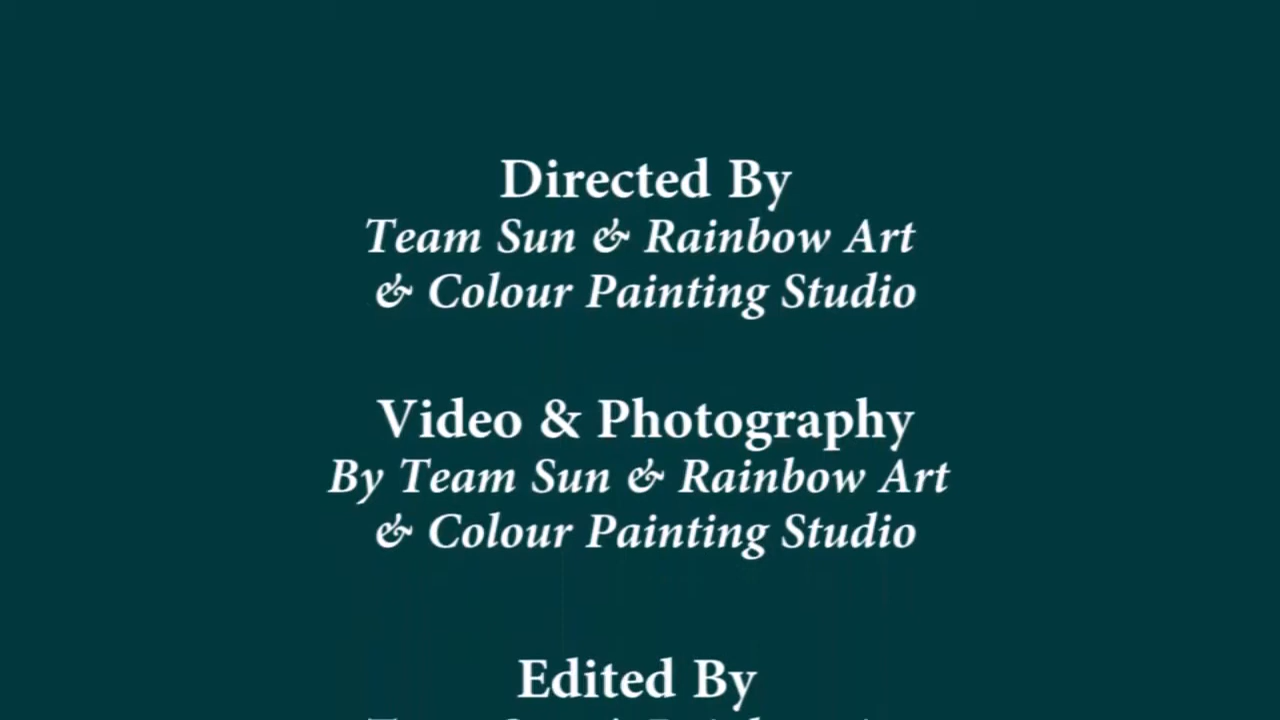 Directed By
Team Sun & Rainbow Art
& Colour Painting Studio
Video & Photography
By Team Sun & Rainbow Art
& Colour Painting Studio
Edited By